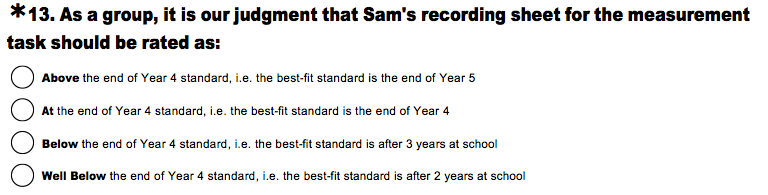 *13. As a group, it is our judgment that Sam's recording sheet for the measurement
task should be rated as:
Above the end of Year 4 standard, i.e. the best-fit standard is the end of Year 5
At the end of Year 4 standard, i.e. the best-fit standard is the end of Year 4
Below the end of Year 4 standard, i.e. the best-fit standard is after 3 years at school
Well Below the end of Year 4 standard, i.e. the best-fit standard is after 2 years at school